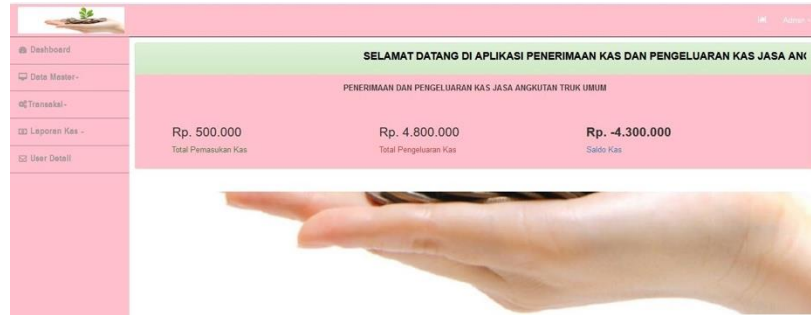 Admin
Dashboard
Data Master
Transaksi
Laporan Kas
User Detail
SELAMAT DATANG DI APLIKASI PENERIMAAN KAS DAN PENGELUARAN KAS JASA ANG
PENERIMAAN DAN PENGELUARAN KAS JASA ANGKUTAN TRUK UMUM
Rp. 500.000
Total Pemasukan Kas
Rp. 4.800.000
Total Pengeluaran Kas
Rp. -4.300.000
Saldo Kas